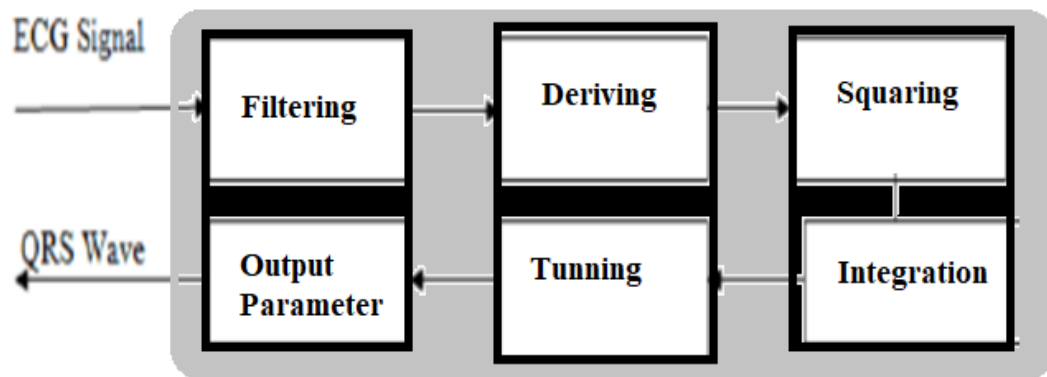 ECG Signal
Filtering
Deriving
Squaring
QRS Wave
Output
Parameter
Tunning
Integration